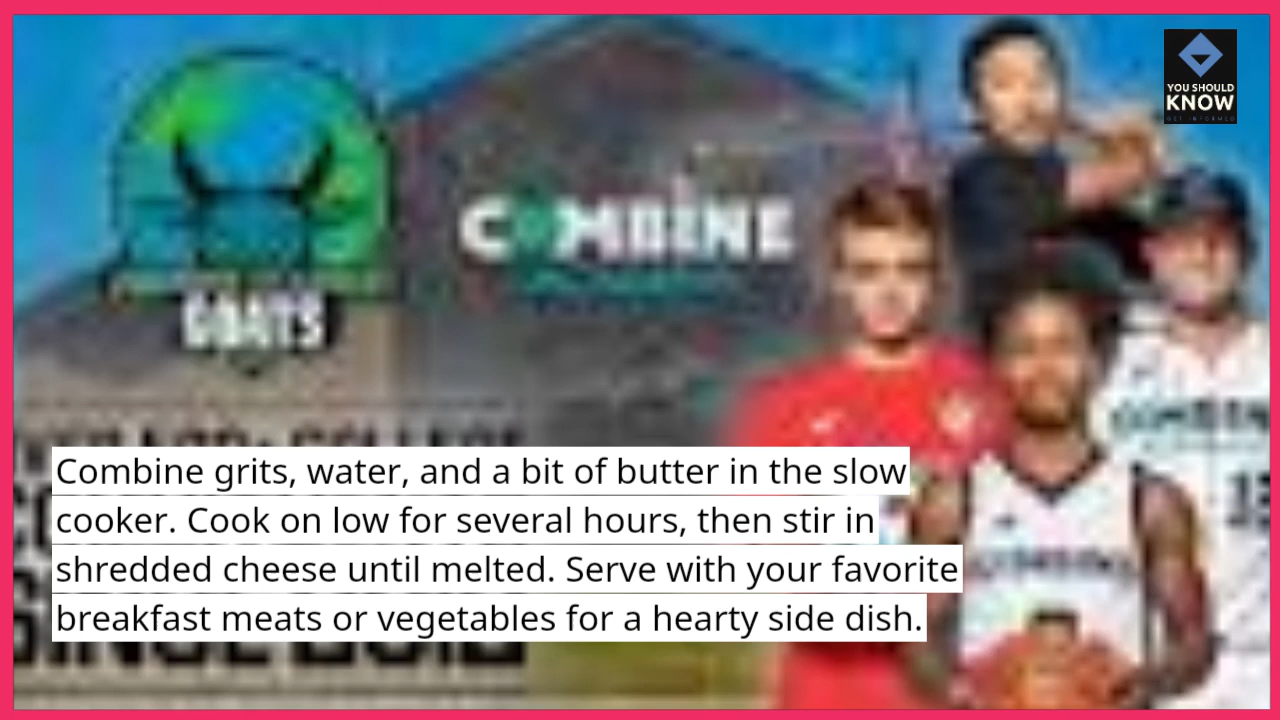 YOU SHOULD
KNOW
GET INFORMED
GOATS
COMBINE
Combine grits, water, and a bit of butter in the slow
cooker. Cook on low for several hours, then stir in
shredded cheese until melted. Serve with your favorite
breakfast meats or vegetables for a hearty side dish.